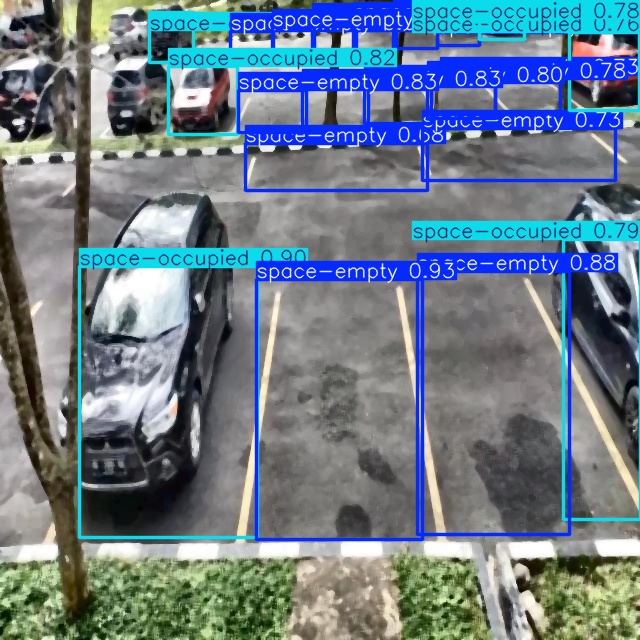 space-occupied 0.78
space-empty
space-occupied 0.76
space-occupied 0.82
space-empty 0.83
0.83
0.80
0.783
space-empty 0.73
space-empty 0.68
space-occupied 0.79
space-occupied 0.90
space-empty 0.93
space-empty 0.88